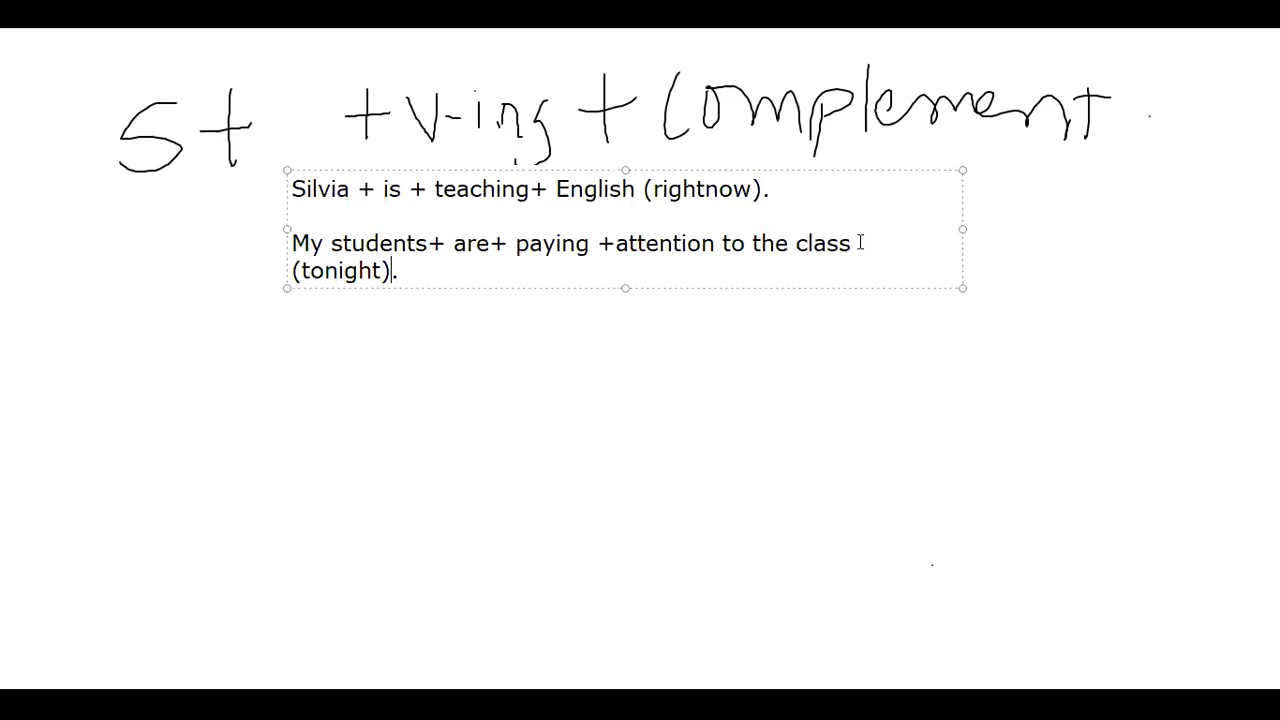 S+ +V-ing + Complement
Silvia + is + teaching+ English (rightnow).
My students+ are+ paying +attention to the class
(tonight).